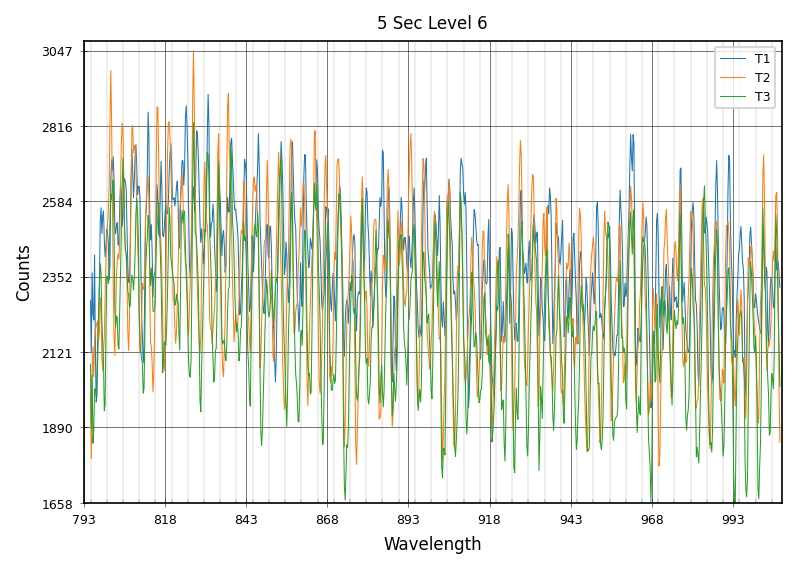 5 Sec Level 6
T1
T2
T3
3047
2816
2584
2352
2121
1890
1658
Counts
793 818 843 868 893 918 943 968 993
Wavelength